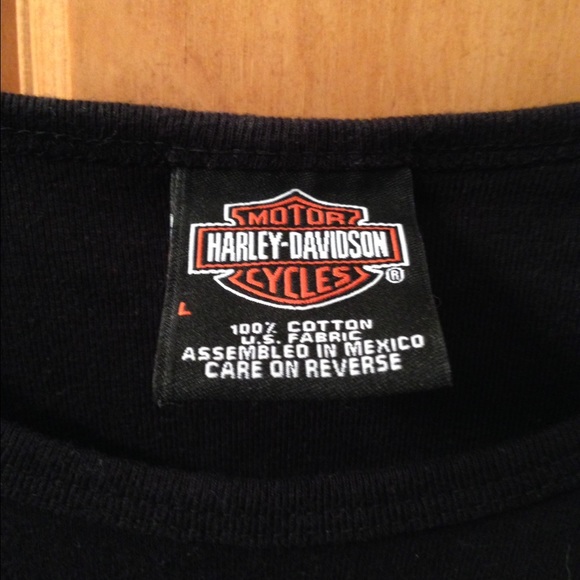 MOTOR
HARLEY-DAVIDSON
CYCLES ®
L
100% COTTON
U.S. FABRIC
ASSEMBLED IN MEXICO
CARE ON REVERSE